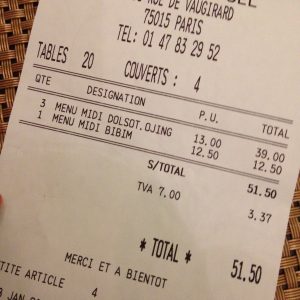 RUE DE VAUGIRARD
75015 PARIS
TEL: 01 47 83 29 52
TABLES 20 COUVERTS : 4
QTE DESIGNATION P.U. TOTAL
3 MENU MIDI DOLSOT.OJING 13.00 39.00
1 MENU MIDI BIBIM 12.50 12.50
S/TOTAL 51.50
TVA 7.00 3.37
* TOTAL * 51.50
MERCI ET A BIENTOT
TITE ARTICLE 4
JAN